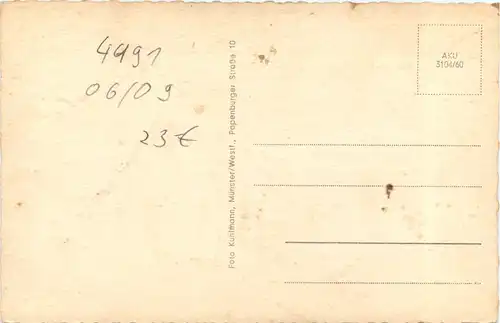 4491
06/09
23€
Foto Kuhlmann, Münster/Westf., Papenburger Straße 10
AKU
3104/60